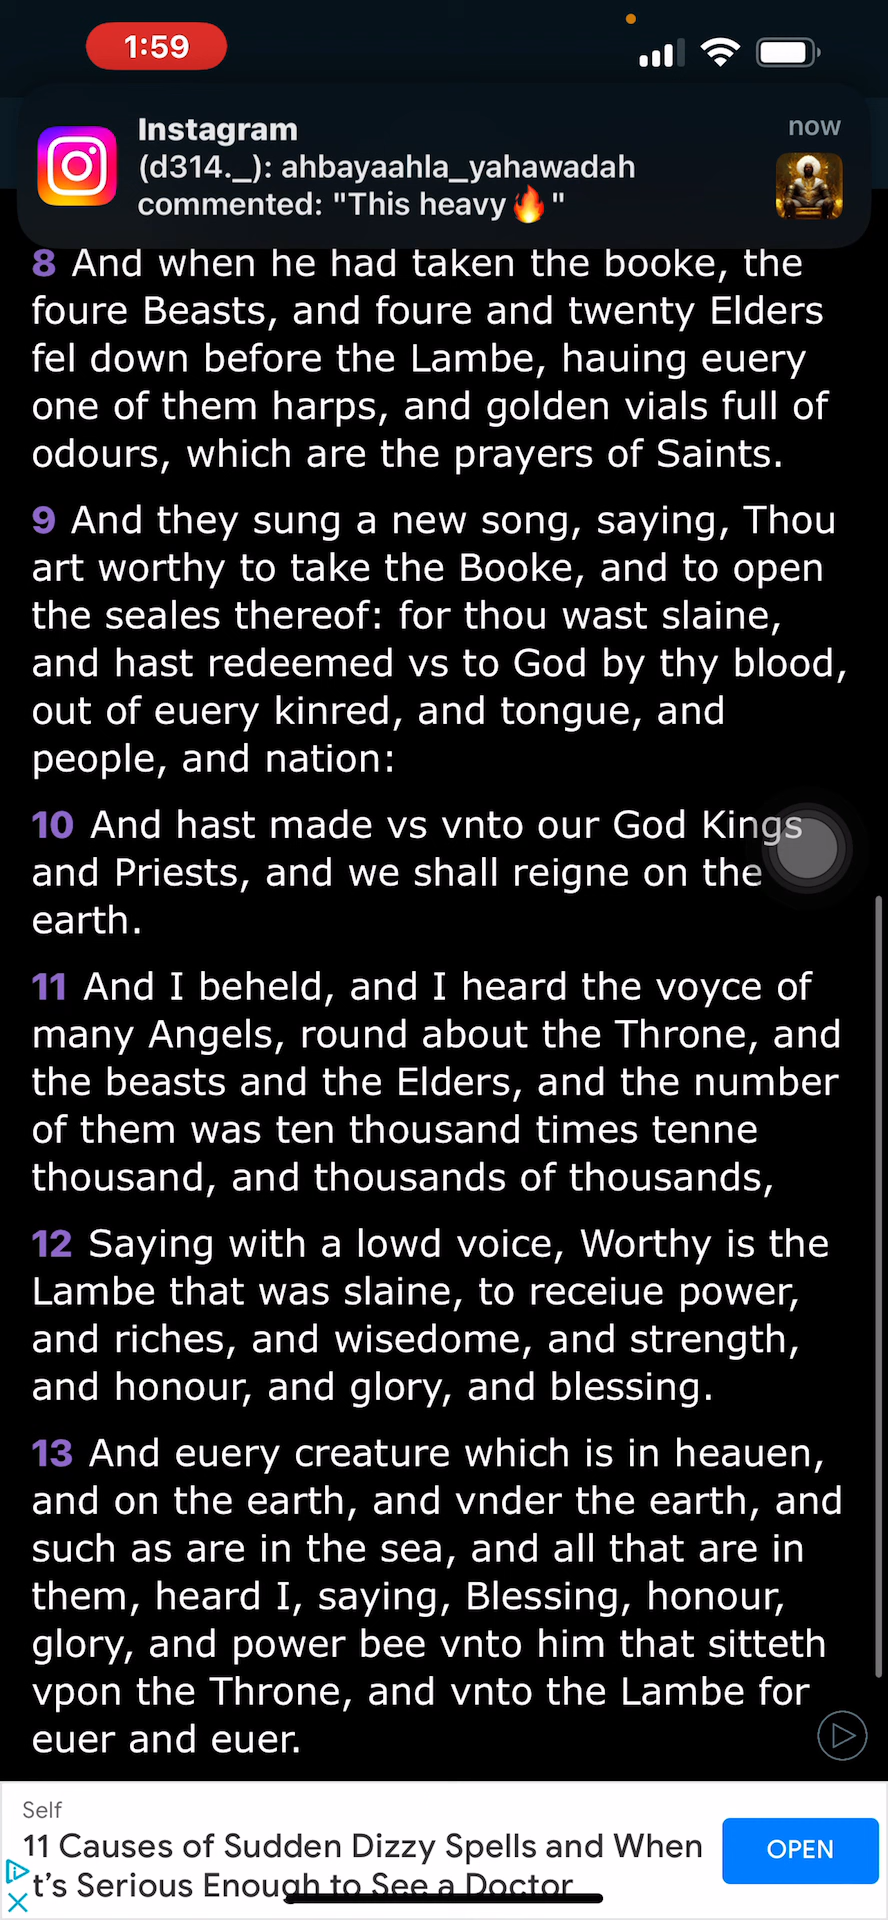 1:59
Instagram
now
(d314._): ahbayaahla_yahawadah
commented: "This heavy🔥"
8 And when he had taken the booke, the
foure Beasts, and foure and twenty Elders
fel down before the Lambe, hauing euery
one of them harps, and golden vials full of
odours, which are the prayers of Saints.
9 And they sung a new song, saying, Thou
art worthy to take the Booke, and to open
the seales thereof: for thou wast slaine,
and hast redeemed vs to God by thy blood,
out of euery kinred, and tongue, and
people, and nation:
10 And hast made vs vnto our God Kings
and Priests, and we shall reigne on the
earth.
11 And I beheld, and I heard the voyce of
many Angels, round about the Throne, and
the beasts and the Elders, and the number
of them was ten thousand times tenne
thousand, and thousands of thousands,
12 Saying with a lowd voice, Worthy is the
Lambe that was slaine, to receiue power,
and riches, and wisedome, and strength,
and honour, and glory, and blessing.
13 And euery creature which is in heauen,
and on the earth, and vnder the earth, and
such as are in the sea, and all that are in
them, heard I, saying, Blessing, honour,
glory, and power bee vnto him that sitteth
vpon the Throne, and vnto the Lambe for
euer and euer.
Self
11 Causes of Sudden Dizzy Spells and When
t's Serious Enough to See a Doctor
OPEN